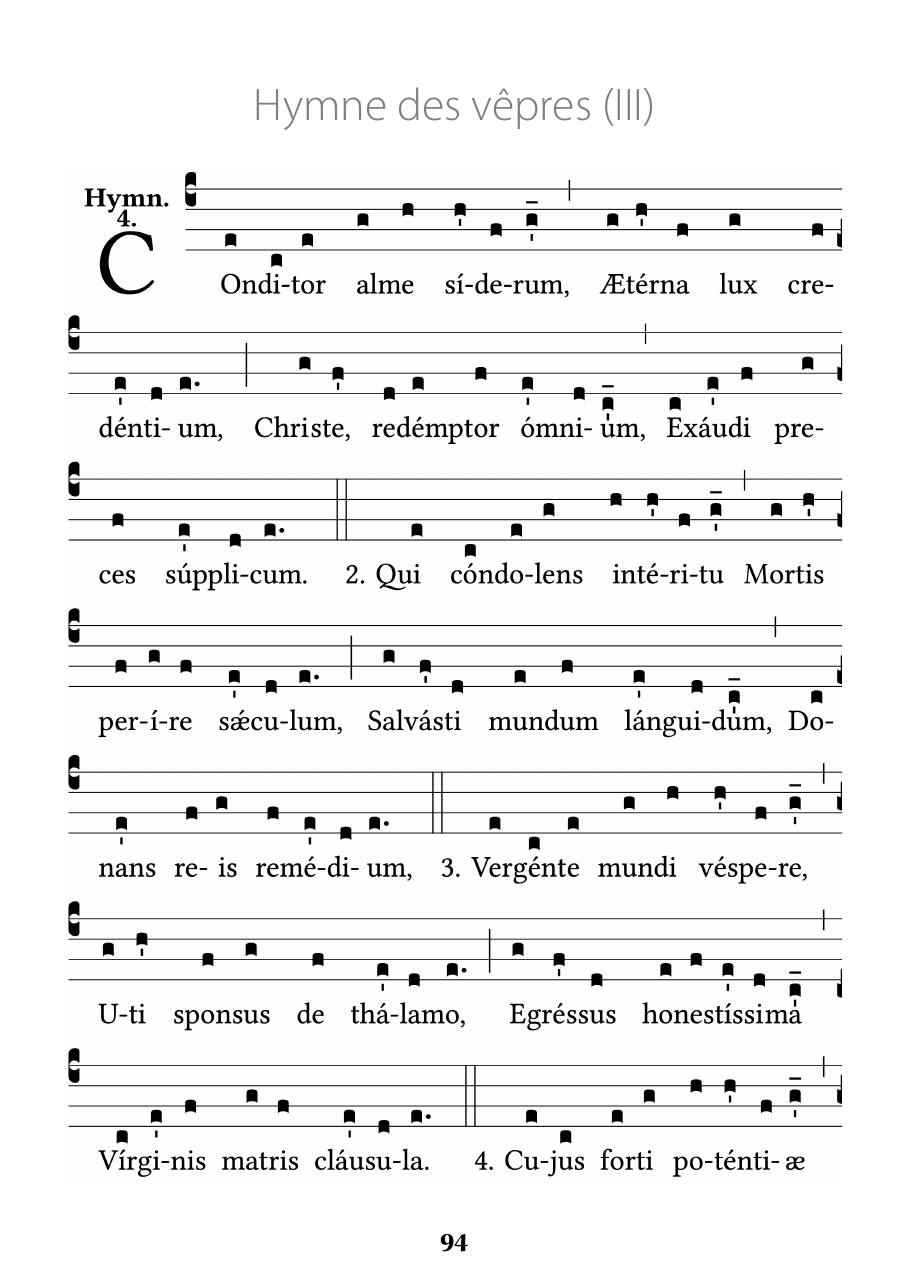 Hymne des vêpres (III)
Hymn.
4.
COndi-tor alme sí-de-rum, Ætérna lux cre-
dénti-um, Christe, redémptor ómni-um, Exáudi pre-
ces súppli-cum. 2. Qui cóndo-lens inté-ri-tu Mortis
per-í-re sǽcu-lum, Salvásti mundum lángui-dum, Do-
nans re-is remé-di-um, 3. Vergénte mundi véspe-re,
U-ti sponsus de thá-lamo, Egréssus honestíssima
Vírgi-nis matris cláusu-la. 4. Cu-jus forti po-ténti-æ
94